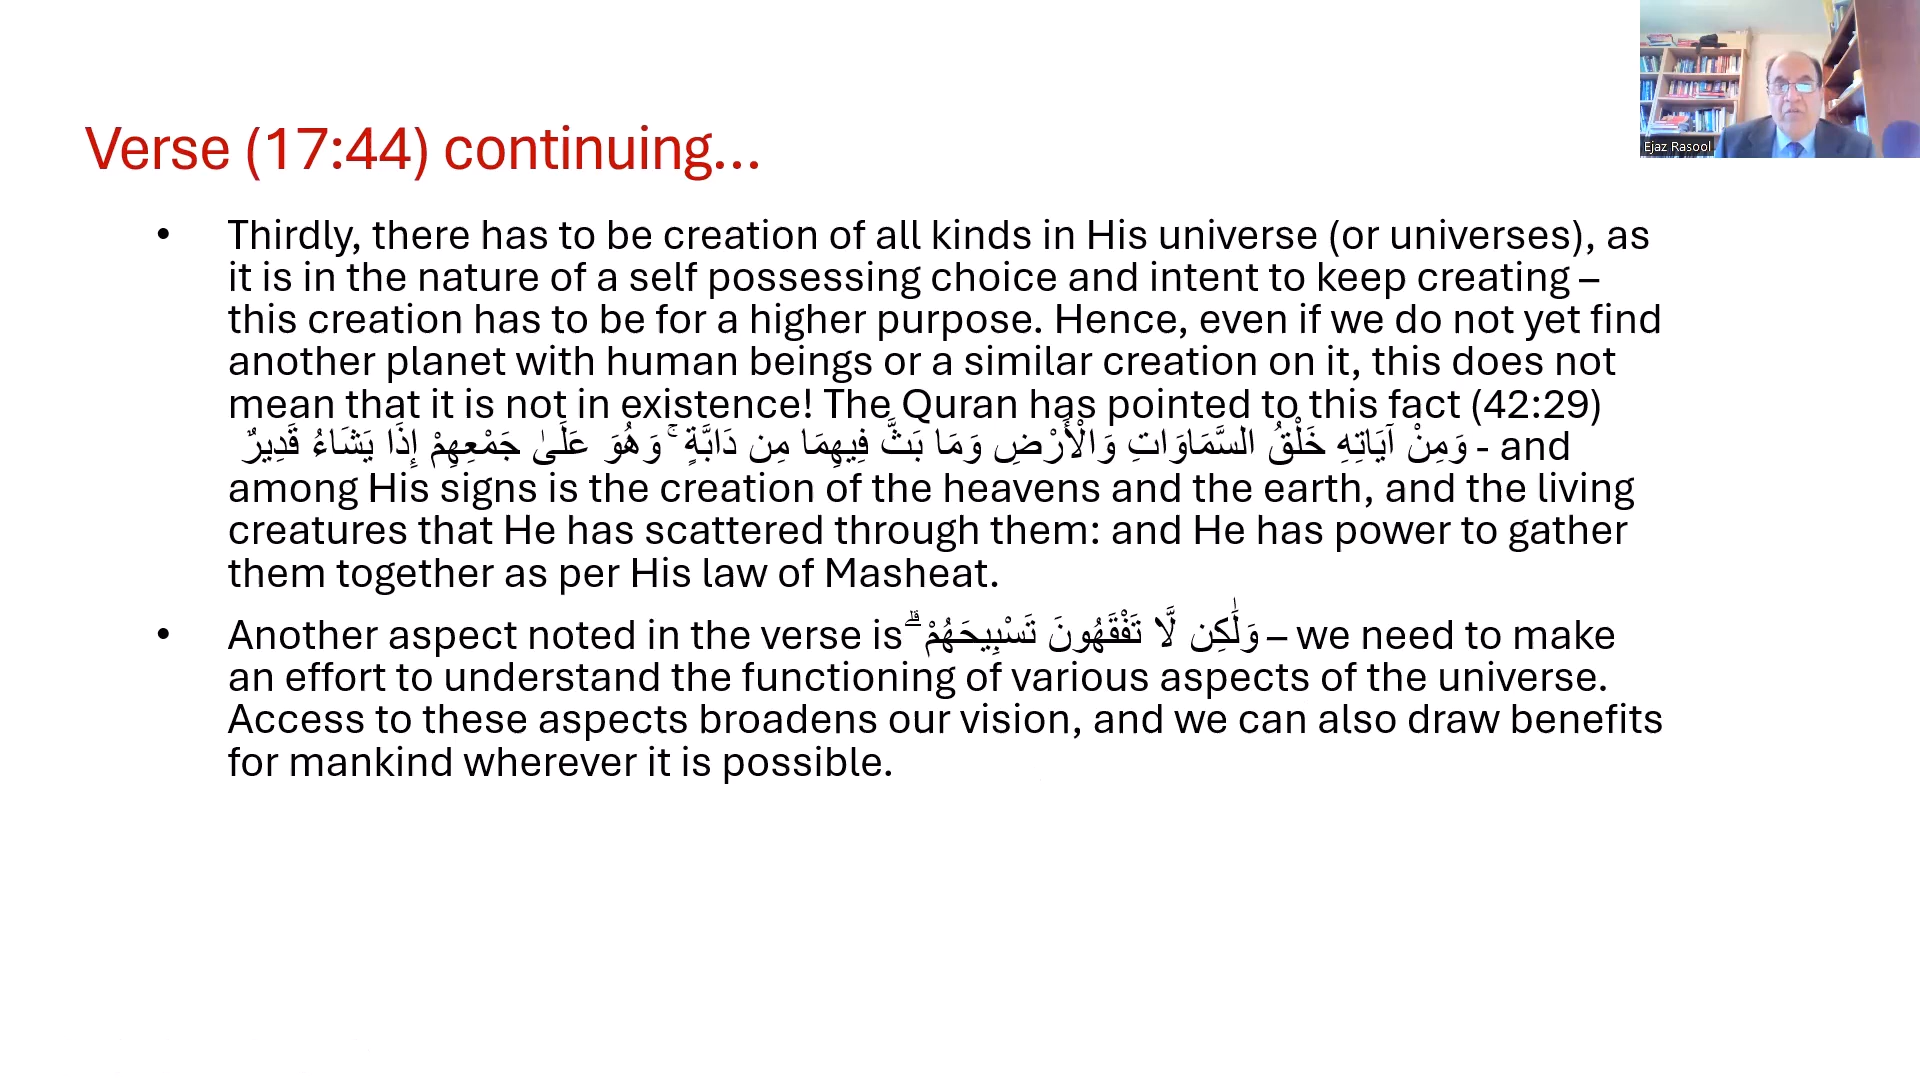 Verse (17:44) continuing...
Ejaz Rasool
• Thirdly, there has to be creation of all kinds in His universe (or universes), as
it is in the nature of a self possessing choice and intent to keep creating –
this creation has to be for a higher purpose. Hence, even if we do not yet find
another planet with human beings or a similar creation on it, this does not
mean that it is not in existence! The Quran has pointed to this fact (42:29)
وَمِنْ آيَاتِهِ خَلْقُ السَّمَاوَاتِ وَالْأَرْضِ وَمَا بَثَّ فِيهِمَا مِن دَابَّةٍ ۚ وَهُوَ عَلَىٰ جَمْعِهِمْ إِذَا يَشَاءُ قَدِيرٌ - and
among His signs is the creation of the heavens and the earth, and the living
creatures that He has scattered through them: and He has power to gather
them together as per His law of Masheat.
• Another aspect noted in the verse is وَلَٰكِن لَّا تَفْقَهُونَ تَسْبِيحَهُمْ ۗ – we need to make
an effort to understand the functioning of various aspects of the universe.
Access to these aspects broadens our vision, and we can also draw benefits
for mankind wherever it is possible.